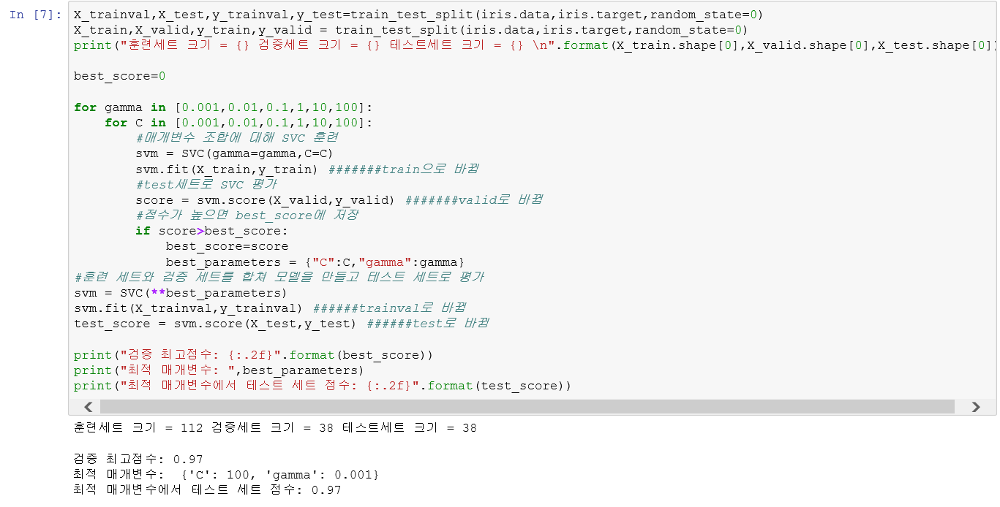 In [7]:
X_trainval,X_test,y_trainval,y_test=train_test_split(iris.data,iris.target,random_state=0)
X_train,X_valid,y_train,y_valid = train_test_split(iris.data,iris.target,random_state=0)
print("훈련세트 크기 = {} 검증세트 크기 = {} 테스트세트 크기 = {} \n".format(X_train.shape[0],X_valid.shape[0],X_test.shape[0]
best_score=0
for gamma in [0.001,0.01,0.1,1,10,100]:
    for C in [0.001,0.01,0.1,1,10,100]:
        #매개변수 조합에 대해 SVC 훈련
        svm = SVC(gamma=gamma,C=C)
        svm.fit(X_train,y_train) #######train으로 바뀜
        #test세트로 SVC 평가
        score = svm.score(X_valid,y_valid) #######valid로 바뀜
        #점수가 높으면 best_score에 저장
        if score>best_score:
            best_score=score
            best_parameters = {"C":C,"gamma":gamma}
#훈련 세트와 검증 세트를 합쳐 모델을 만들고 테스트 세트로 평가
svm = SVC(**best_parameters)
svm.fit(X_trainval,y_trainval) ######trainval로 바뀜
test_score = svm.score(X_test,y_test) ######test로 바뀜
print("검증 최고점수: {:.2f}".format(best_score))
print("최적 매개변수: ",best_parameters)
print("최적 매개변수에서 테스트 세트 점수: {:.2f}".format(test_score))
훈련세트 크기 = 112 검증세트 크기 = 38 테스트세트 크기 = 38
검증 최고점수: 0.97
최적 매개변수:  {'C': 100, 'gamma': 0.001}
최적 매개변수에서 테스트 세트 점수: 0.97